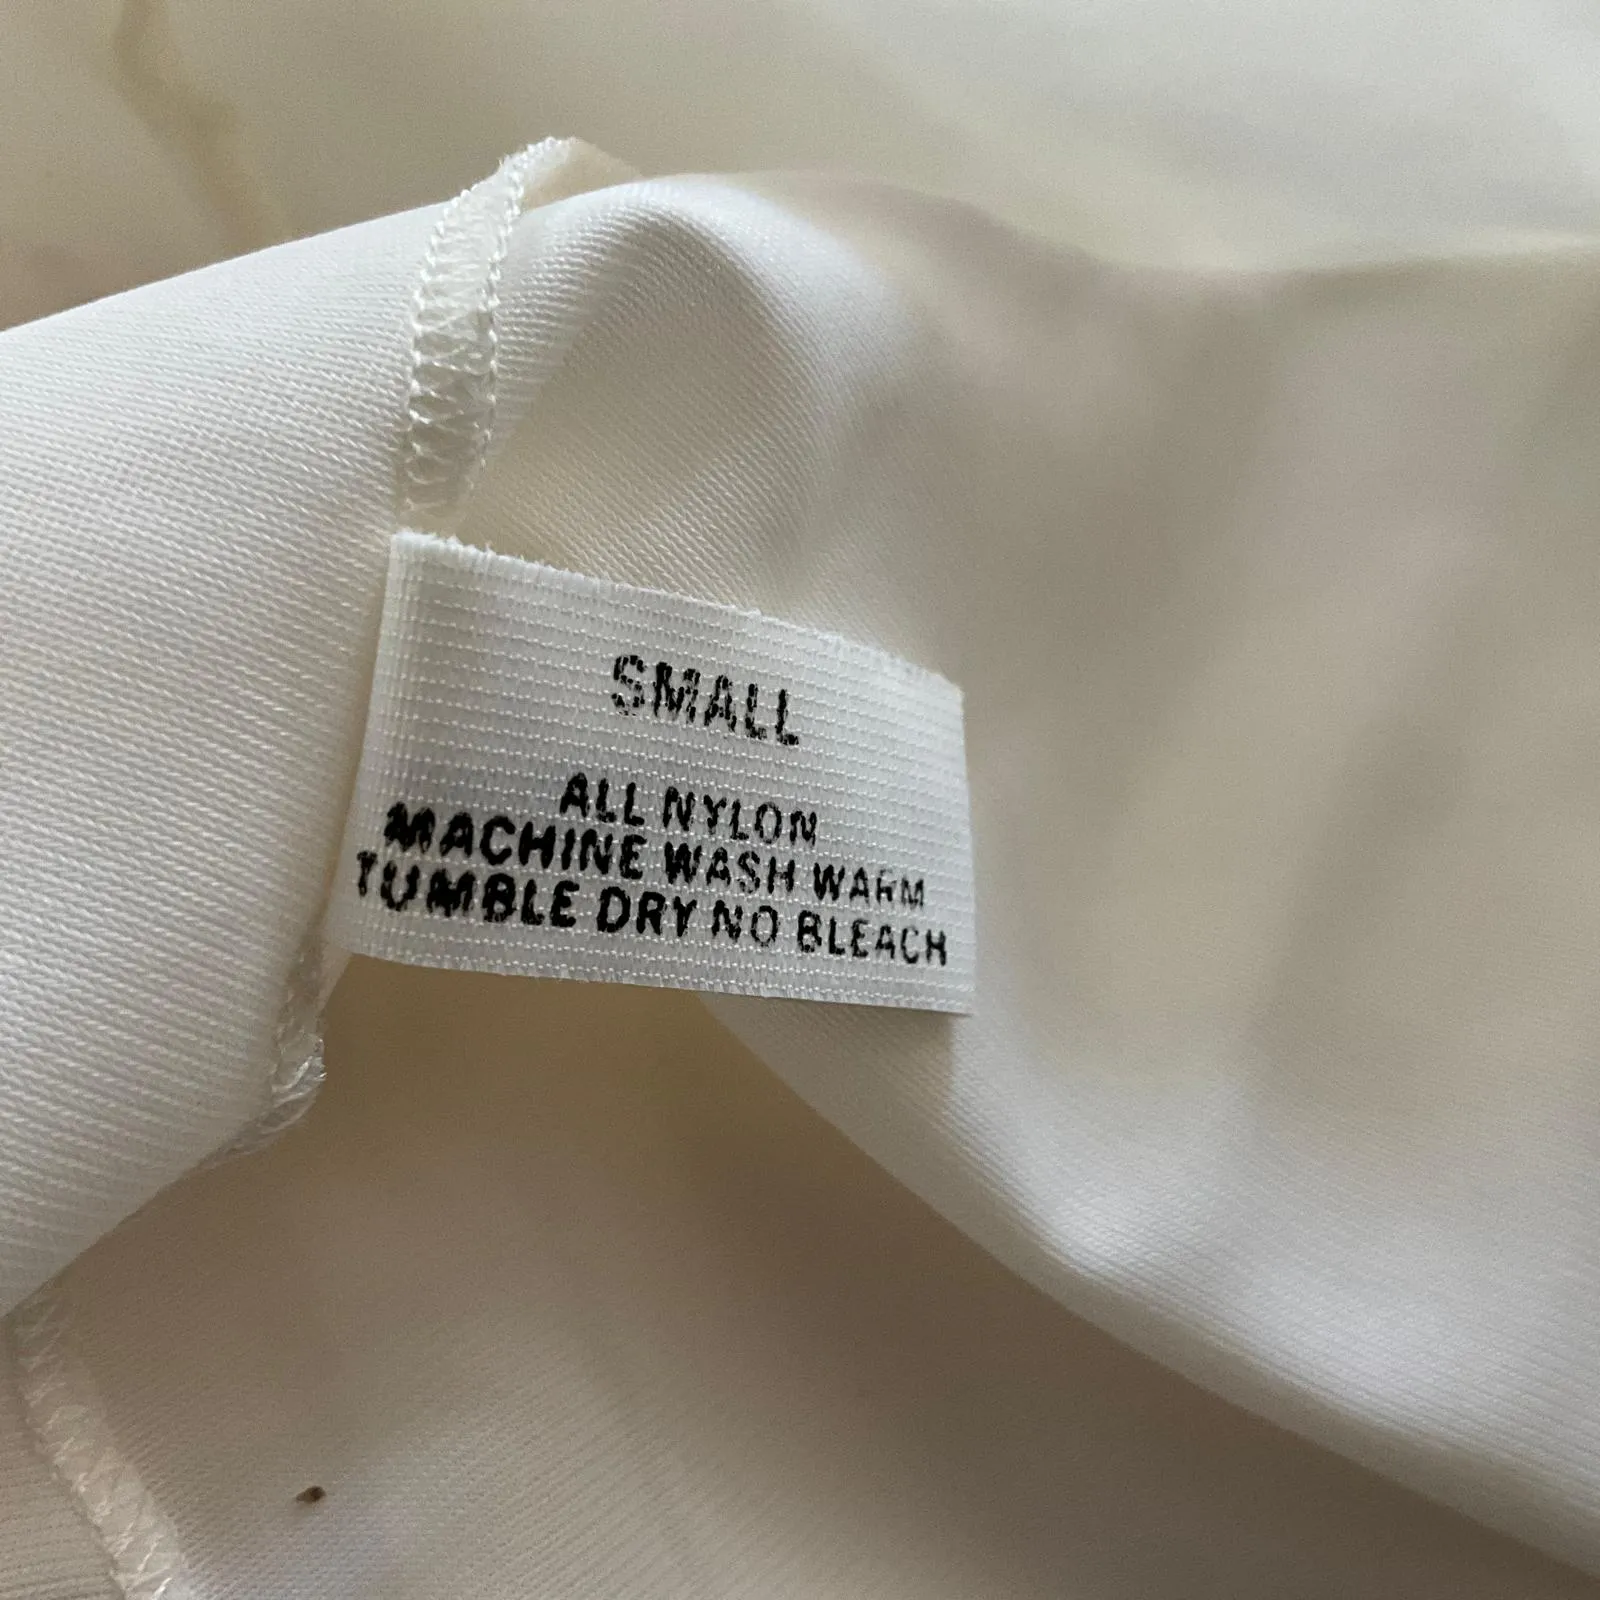 SMALL
ALL NYLON
MACHINE WASH WARM
TUMBLE DRY NO BLEACH